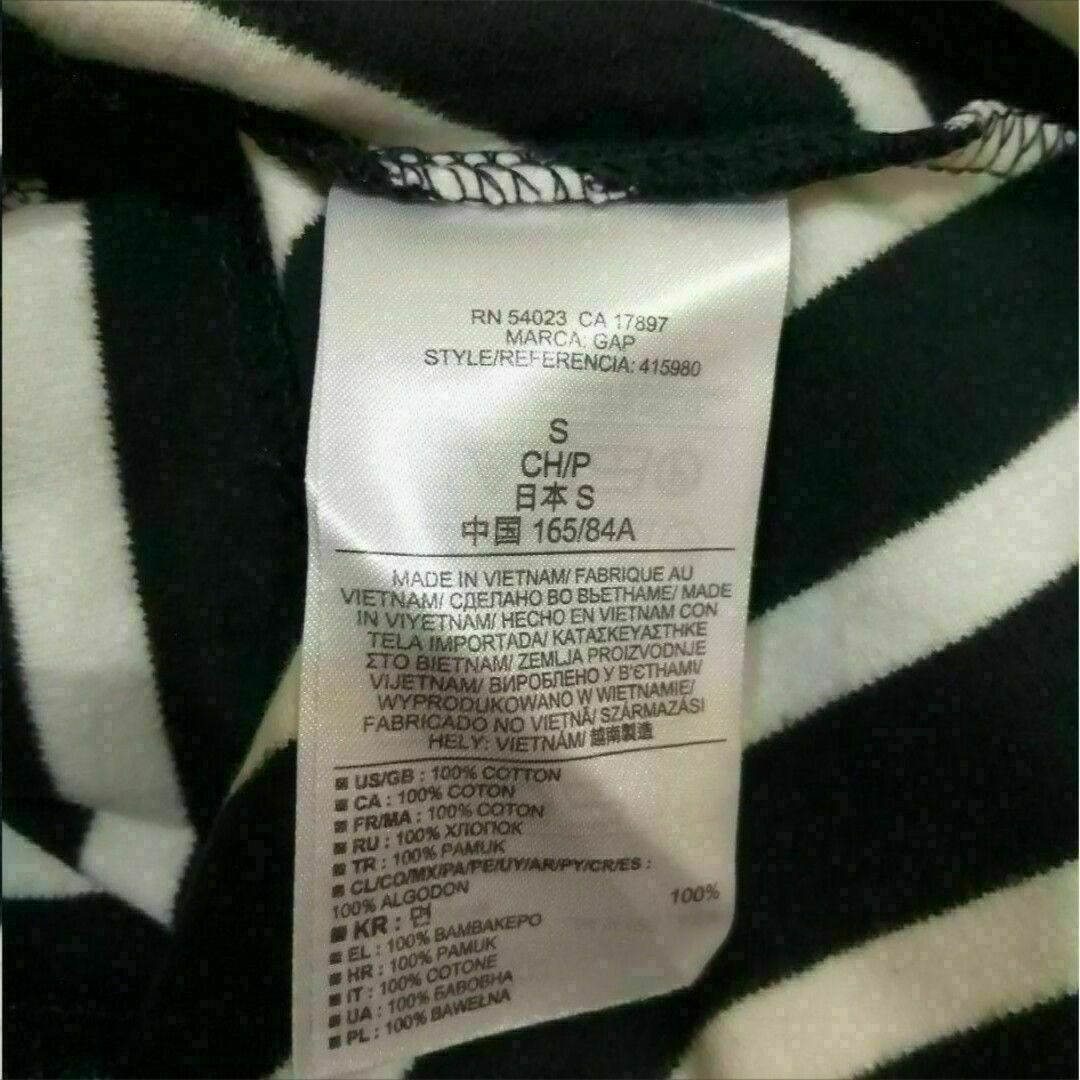 RN 54023 CA 17897
MARCA: GAP
STYLE/REFERENCIA: 415980
S
CH/P
日本 S
中国 165/84A
MADE IN VIETNAM/ FABRIQUE AU
VIETNAM/ СДЕЛАНО ВО ВЬЕТНАМЕ/ MADE
IN VIYETNAM/ HECHO EN VIETNAM CON
TELA IMPORTADA/ ΚΑΤΑΣΚΕΥΑΣΤΗΚΕ
ΣΤΟ ΒΙΕΤΝΑΜ/ ZEMLJA PROIZVODNJE
VIJETNAM/ ВИРОБЛЕНО У В'ЄТНАМІ/
WYPRODUKOWANO W WIETNAMIE/
FABRICADO NO VIETNÃ/ SZÁRMAZÁSI
HELY: VIETNÁM/ 越南製造
US/GB : 100% COTTON
CA : 100% COTON
FR/MA : 100% COTON
RU : 100% ХЛОПОК
TR : 100% PAMUK
CL/CO/MX/PA/PE/UY/AR/PY/CR/ES :
100% ALGODON
KR : 면 100%
EL : 100% ΒΑΜΒΑΚΕΡΟ
HR : 100% PAMUK
IT : 100% COTONE
UA : 100% БАВОВНА
PL : 100% BAWEŁNA